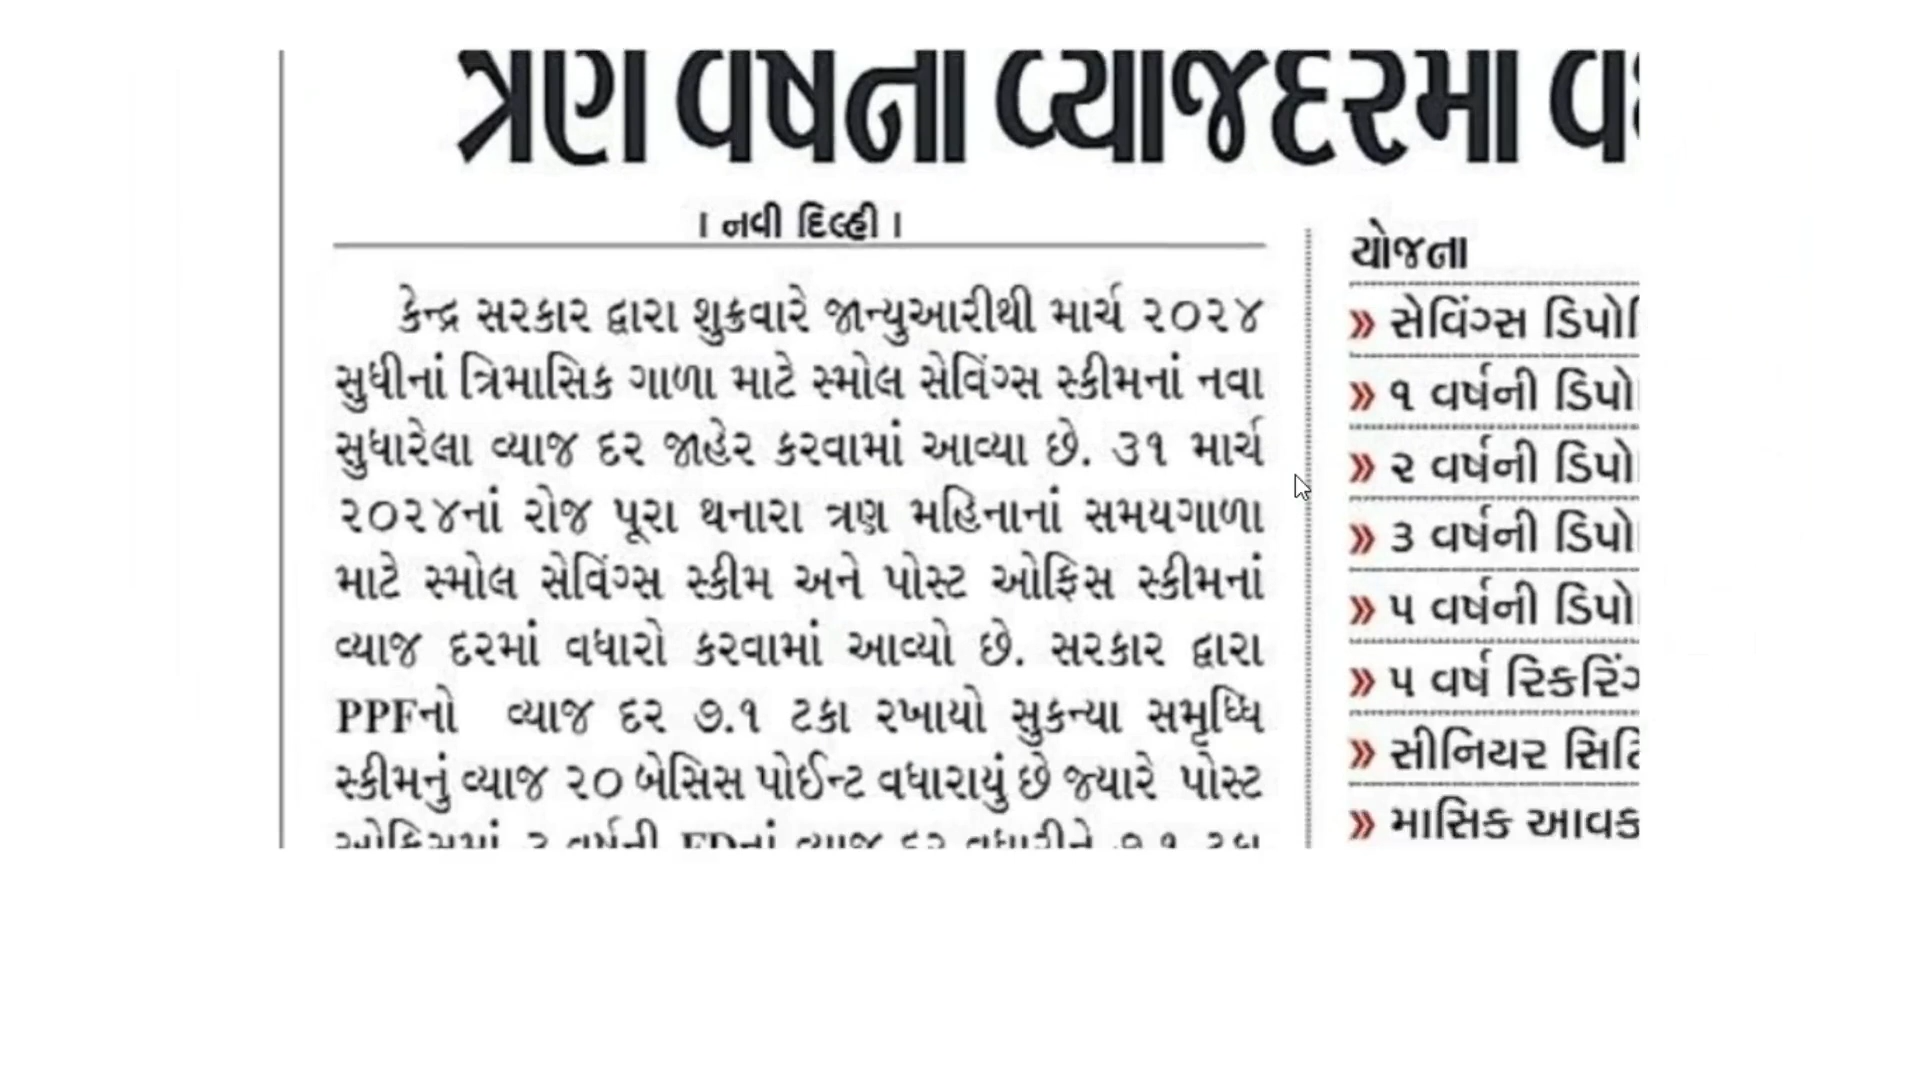 ત્રણ વર્ષના વ્યાજદરમાં
। નવી દિલ્હી ।
કેન્દ્ર સરકાર દ્વારા શુક્રવારે જાન્યુઆરીથી માર્ચ ૨૦૨૪
સુધીનાં ત્રિમાસિક ગાળા માટે સ્મોલ સેવિંગ્સ સ્કીમનાં નવા
સુધારેલા વ્યાજ દર જાહેર કરવામાં આવ્યા છે. ૩૧ માર્ચ
૨૦૨૪નાં રોજ પૂરા થનારા ત્રણ મહિનાનાં સમયગાળા
માટે સ્મોલ સેવિંગ્સ સ્કીમ અને પોસ્ટ ઓફિસ સ્કીમનાં
વ્યાજ દરમાં વધારો કરવામાં આવ્યો છે. સરકાર દ્વારા
PPFનો વ્યાજ દર ૭.૧ ટકા રખાયો સુકન્યા સમૃધ્ધિ
સ્કીમનું વ્યાજ ૨૦ બેસિસ પોઈન્ટ વધારાયું છે જ્યારે પોસ્ટ
યોજના
» સેવિંગ્સ ડિપો
» ૧ વર્ષની ડિપો
» ૨ વર્ષની ડિપો
» ૩ વર્ષની ડિપો
» ૫ વર્ષની ડિપો
» ૫ વર્ષ રિકરિંગ
» સીનિયર સિટિ
» માસિક આવક